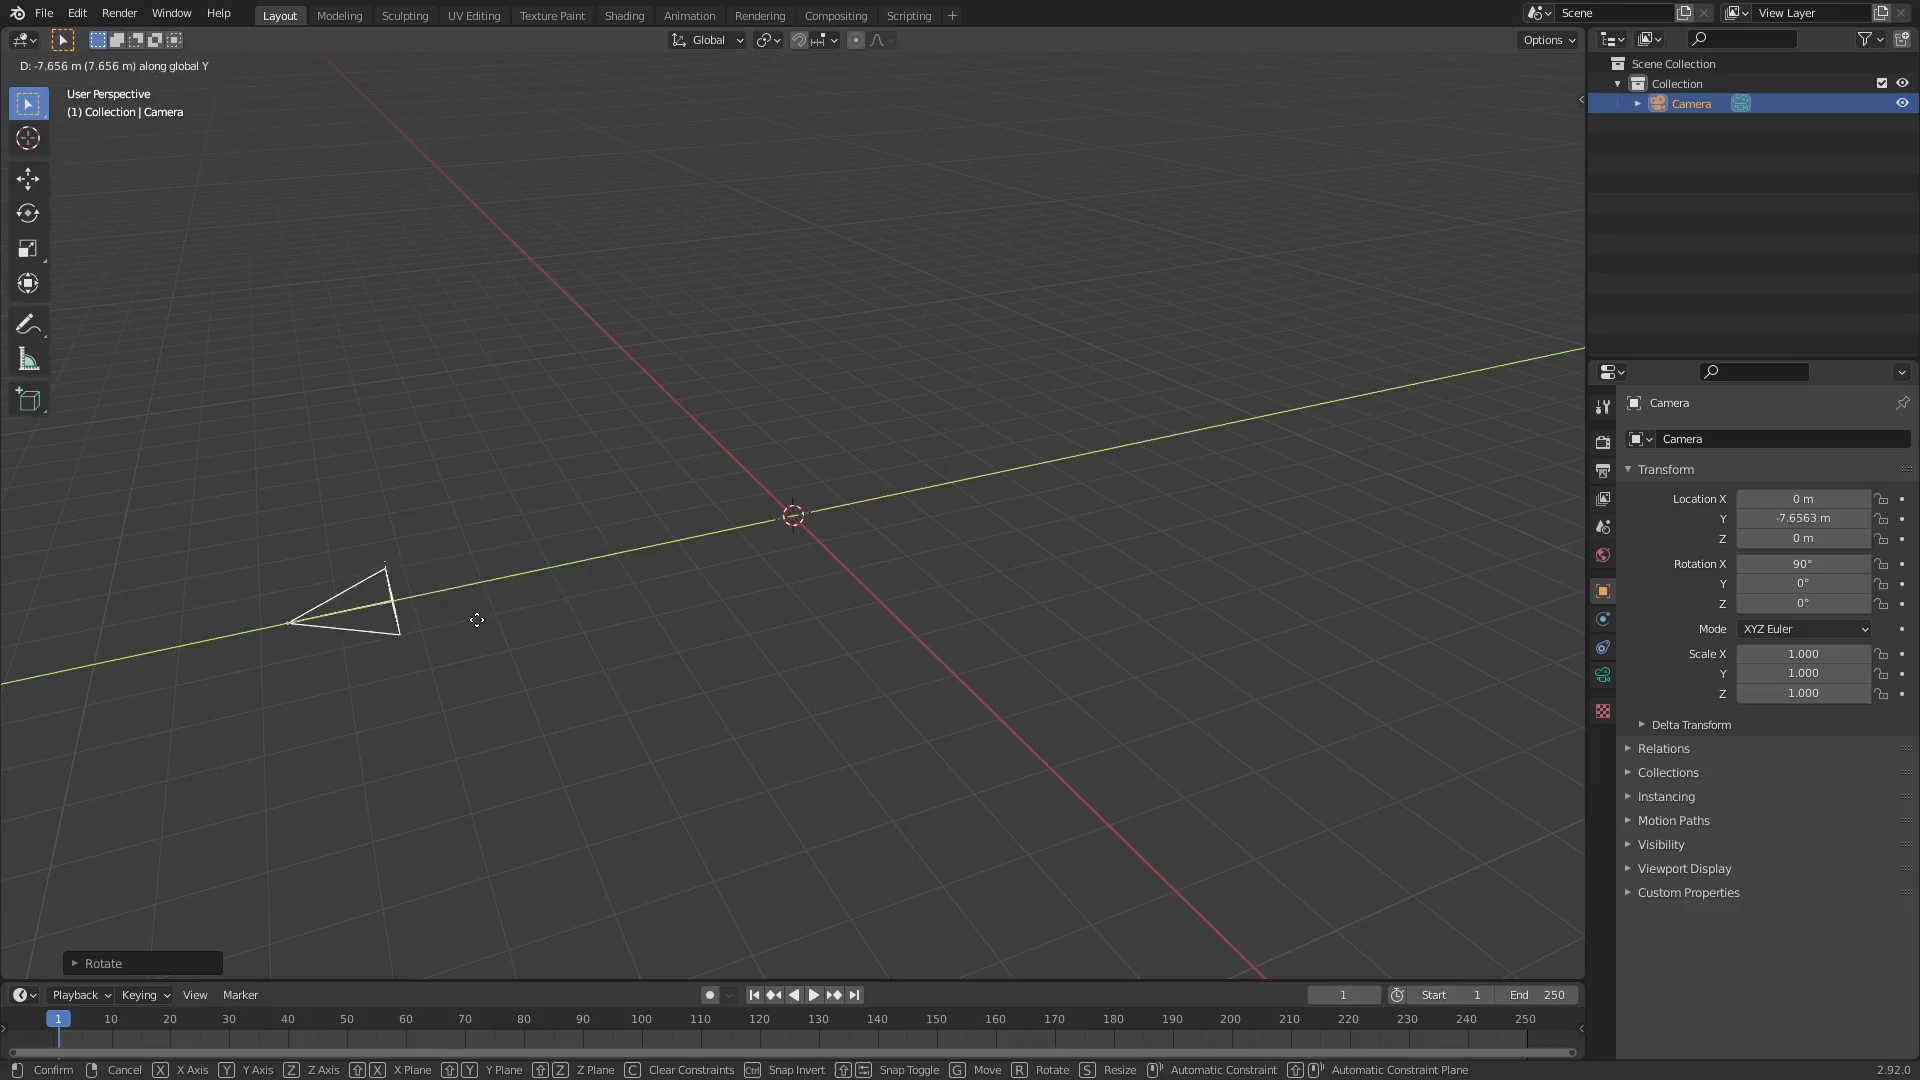 File Edit Render Window Help Layout Modeling Sculpting UV Editing Texture Paint Shading Animation Rendering Compositing Scripting + Scene View Layer
Global Options
D: -7.656 m (7.656 m) along global Y
User Perspective
(1) Collection | Camera
Scene Collection
Collection
Camera
Camera
Camera
Transform
Location X 0 m
Y -7.6563 m
Z 0 m
Rotation X 90°
Y 0°
Z 0°
Mode XYZ Euler
Scale X 1.000
Y 1.000
Z 1.000
Delta Transform
Relations
Collections
Instancing
Motion Paths
Visibility
Viewport Display
Custom Properties
Rotate
Playback Keying View Marker 1 Start 1 End 250
1 10 20 30 40 50 60 70 80 90 100 110 120 130 140 150 160 170 180 190 200 210 220 230 240 250
Confirm Cancel X X Axis Y Y Axis Z Z Axis X X Plane Y Y Plane Z Z Plane C Clear Constraints Ctrl Snap Invert Snap Toggle G Move R Rotate S Resize Automatic Constraint Automatic Constraint Plane 2.92.0